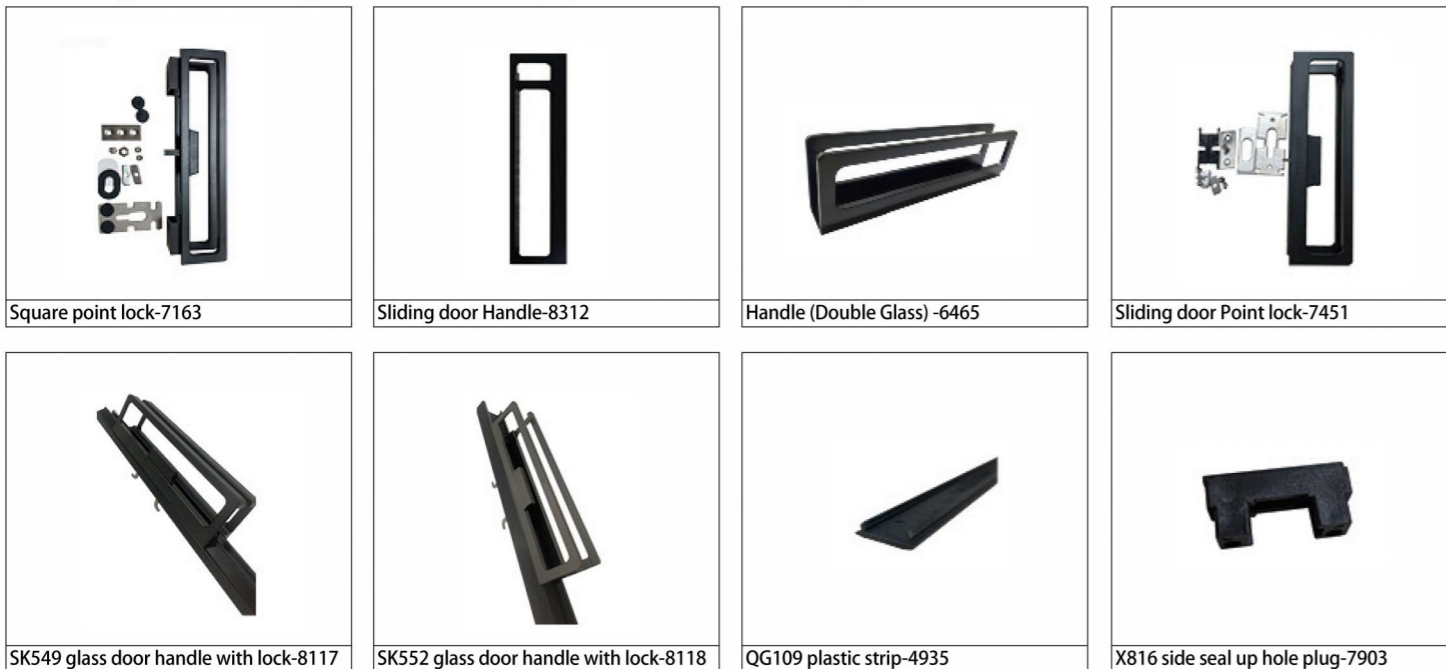 Square point lock-7163
Sliding door Handle-8312
Handle (Double Glass) -6465
Sliding door Point lock-7451
SK549 glass door handle with lock-8117
SK552 glass door handle with lock-8118
QG109 plastic strip-4935
X816 side seal up hole plug-7903